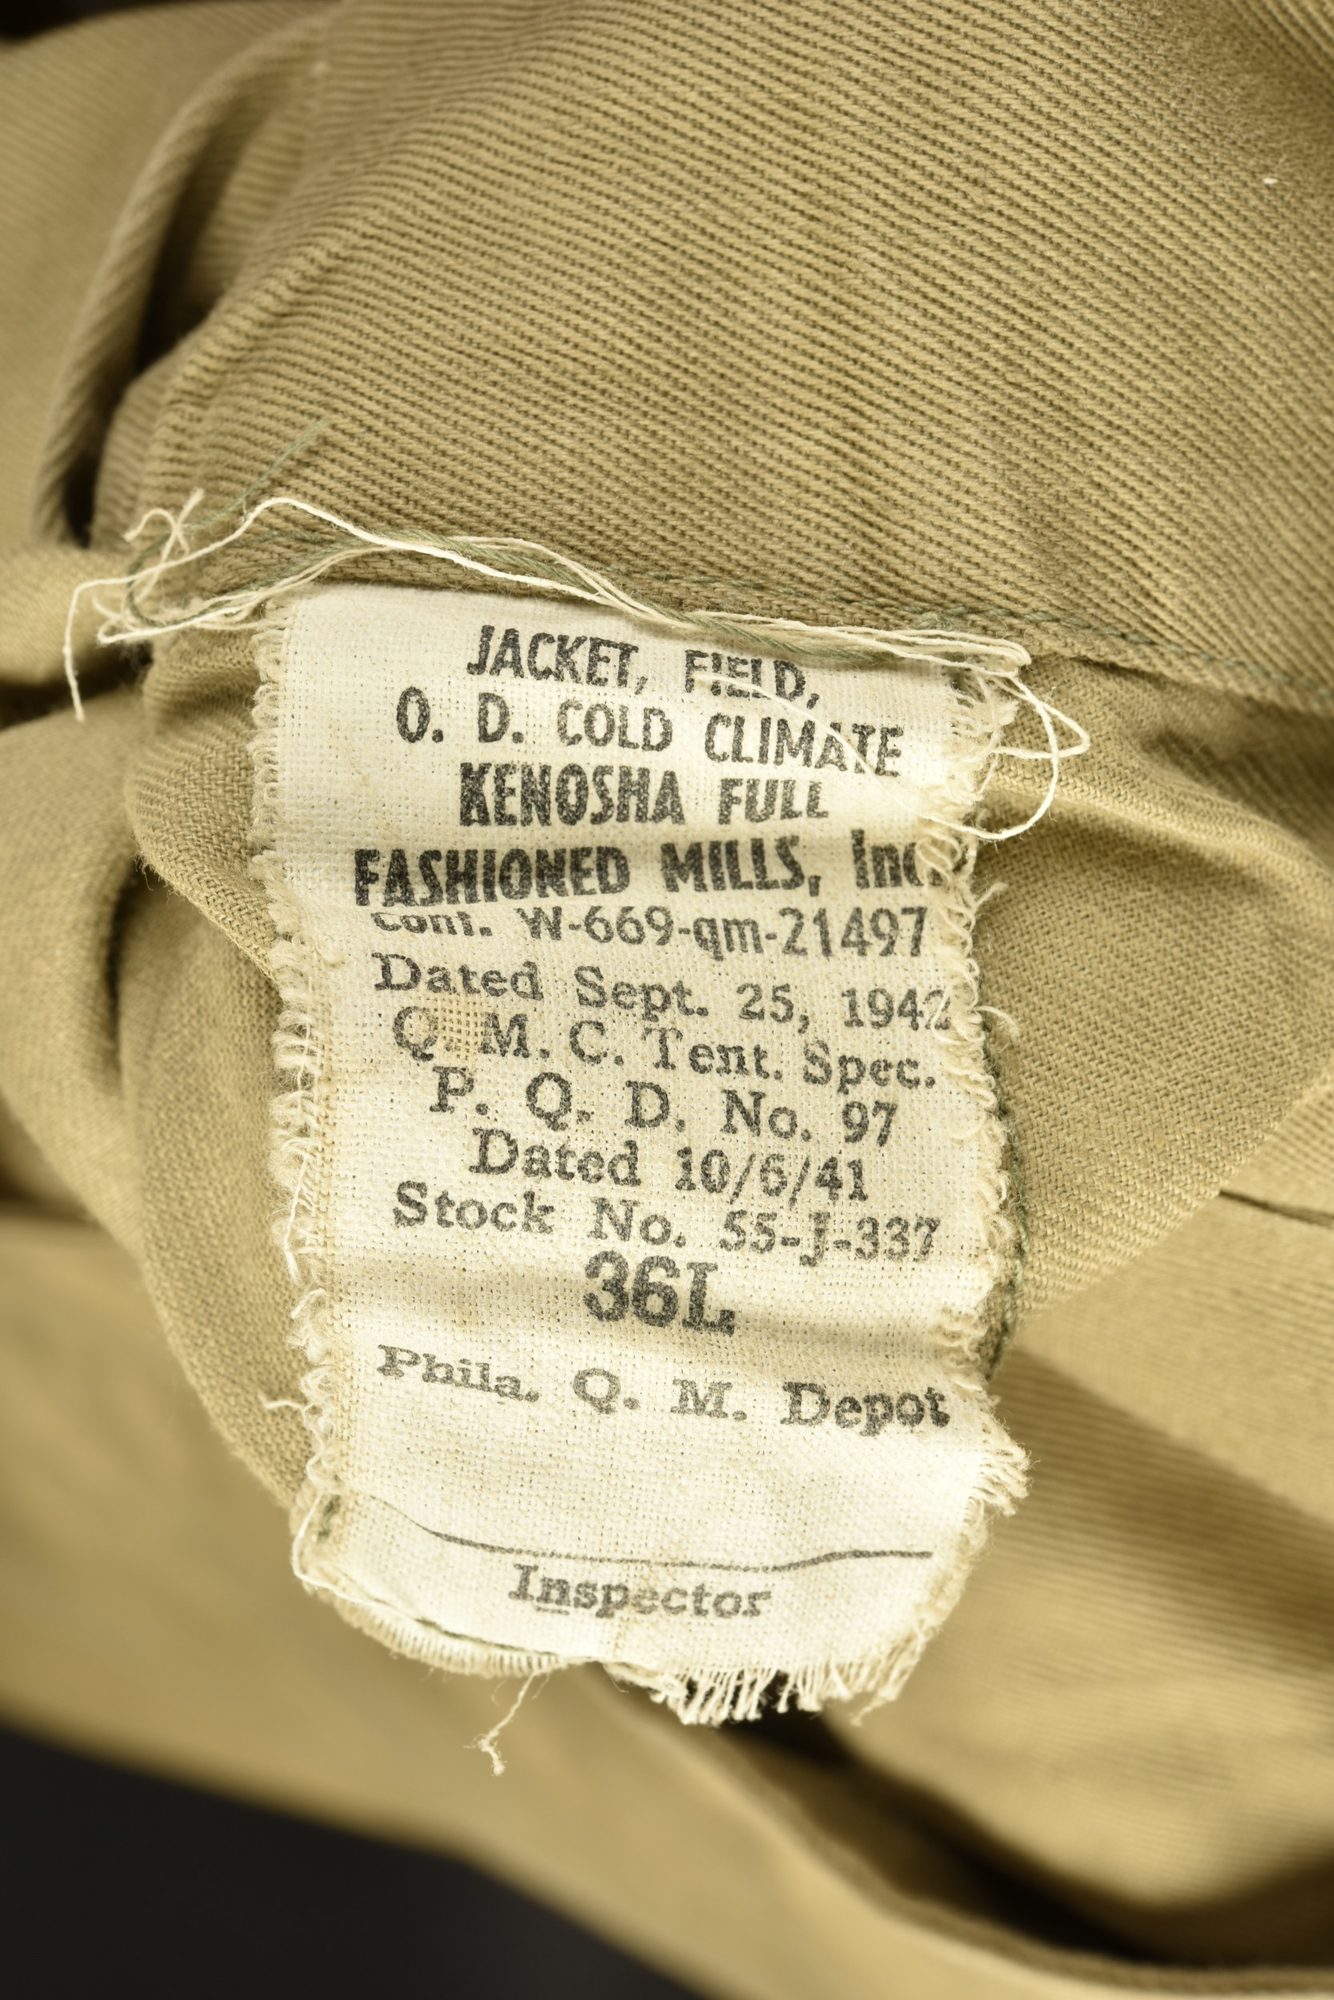 JACKET, FIELD,
O. D. COLD CLIMATE
KENOSHA FULL
FASHIONED MILLS, Inc.
Cont. W-669-qm-21497
Dated Sept. 25, 1942
Q. M. C. Tent. Spec.
P. Q. D. No. 97
Dated 10/6/41
Stock No. 55-J-337
36L
Phila. Q. M. Depot
Inspector